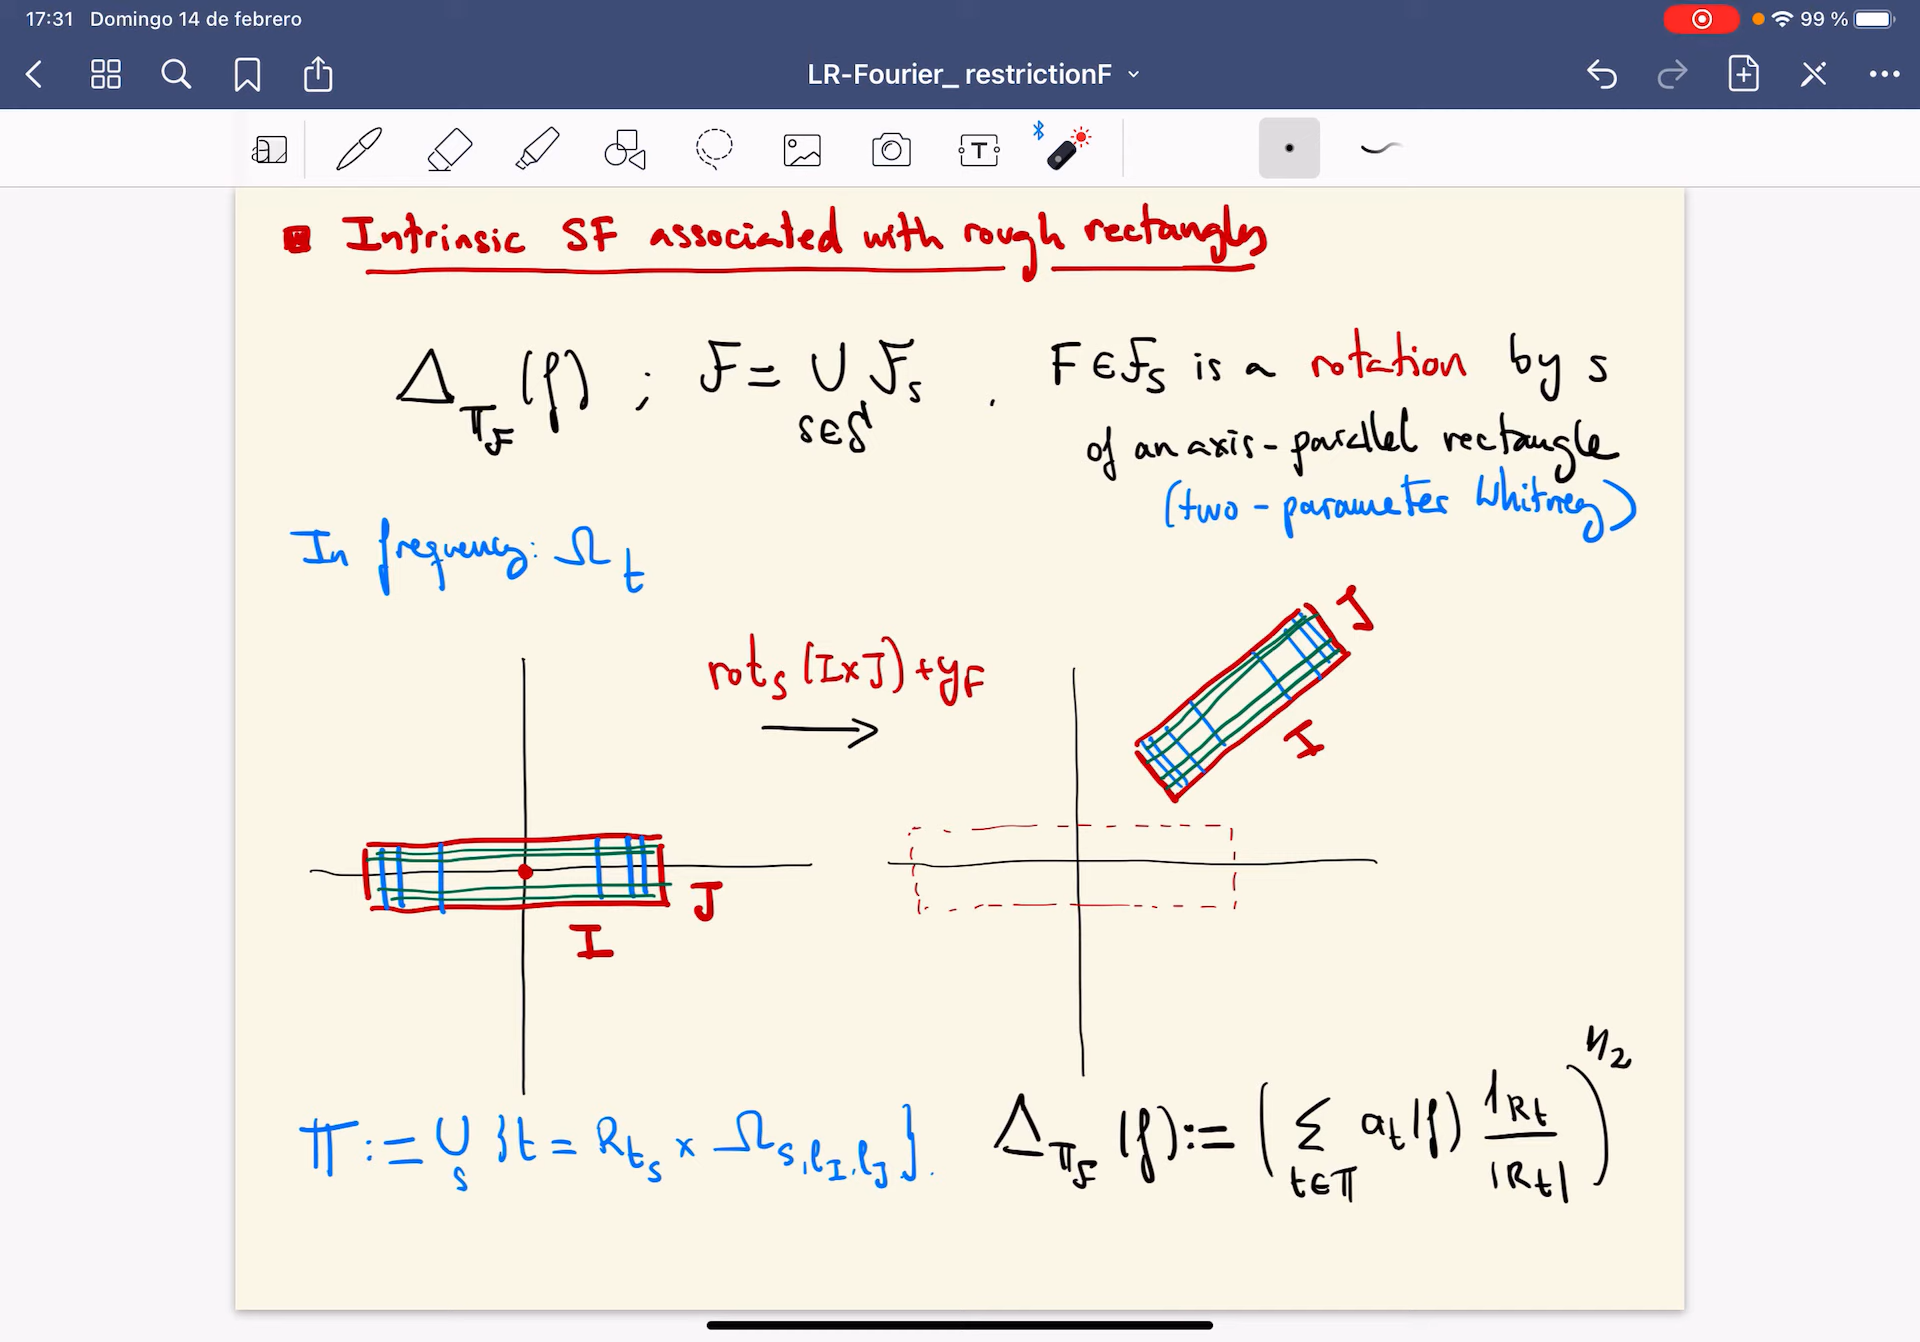 17:31 Domingo 14 de febrero 99 %
LR-Fourier_ restrictionF
T
Intrinsic SF associated with rough rectangles
Δ_{𝕋_ℱ}(f) ; ℱ = ∪_{s∈S} ℱ_s . F∈ℱ_s is a rotation by s
of an axis-parallel rectangle
(two-parameter Whitney)
In frequency: Ω_t
rot_s (I×J) + y_F
J
I
J
I
𝕋 := ∪_s {t = R_{t_s} × Ω_{s,ℓ_I,ℓ_J}}. Δ_{𝕋_ℱ}(f) := (Σ_{t∈𝕋} a_t(f) 1_{R_t}/|R_t|)^{1/2}